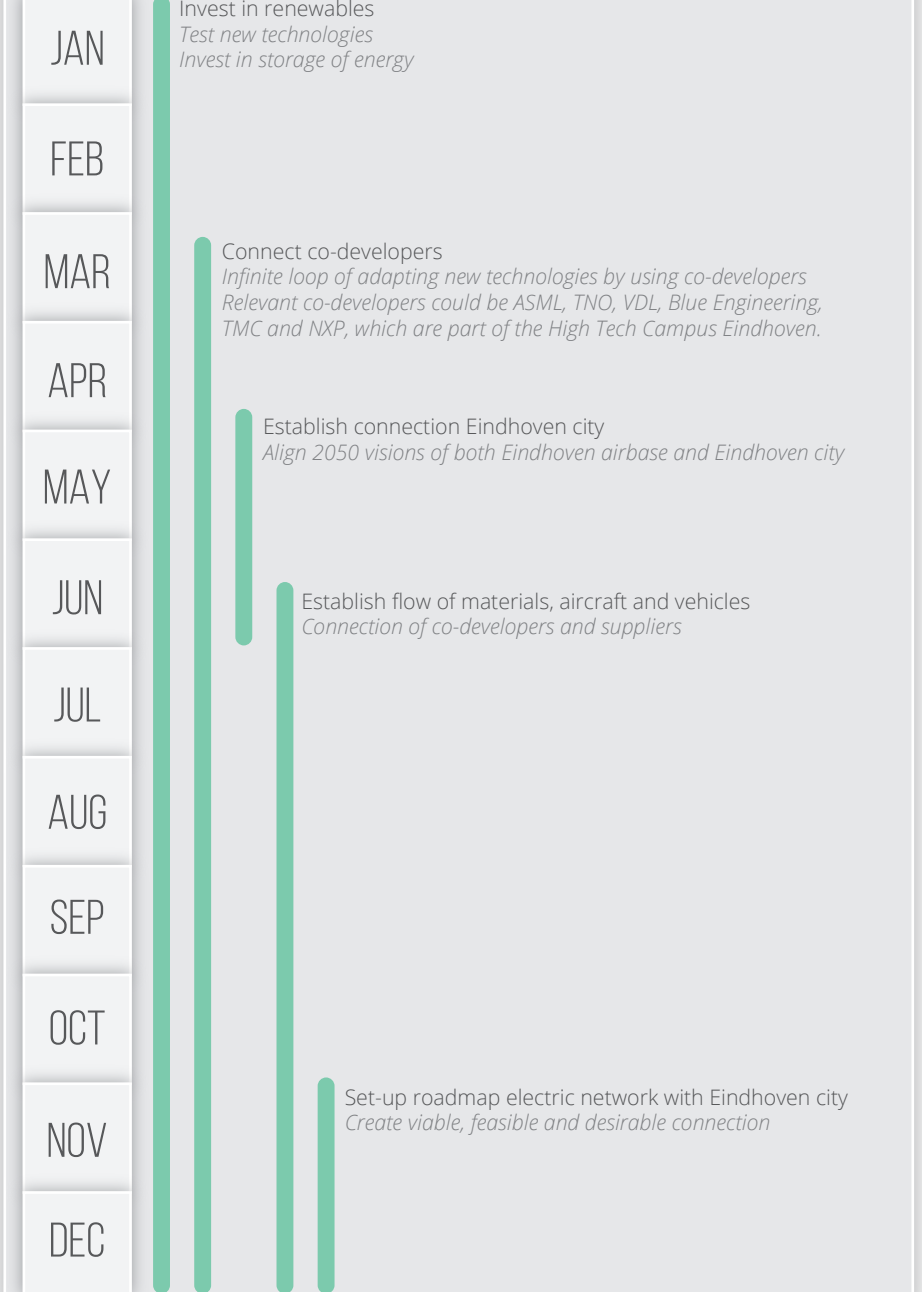 JAN
Invest in renewables
Test new technologies
Invest in storage of energy
FEB
MAR
Connect co-developers
Infinite loop of adapting new technologies by using co-developers
Relevant co-developers could be ASML, TNO, VDL, Blue Engineering,
TMC and NXP, which are part of the High Tech Campus Eindhoven.
APR
Establish connection Eindhoven city
Align 2050 visions of both Eindhoven airbase and Eindhoven city
MAY
JUN
Establish flow of materials, aircraft and vehicles
Connection of co-developers and suppliers
JUL
AUG
SEP
OCT
NOV
Set-up roadmap electric network with Eindhoven city
Create viable, feasible and desirable connection
DEC